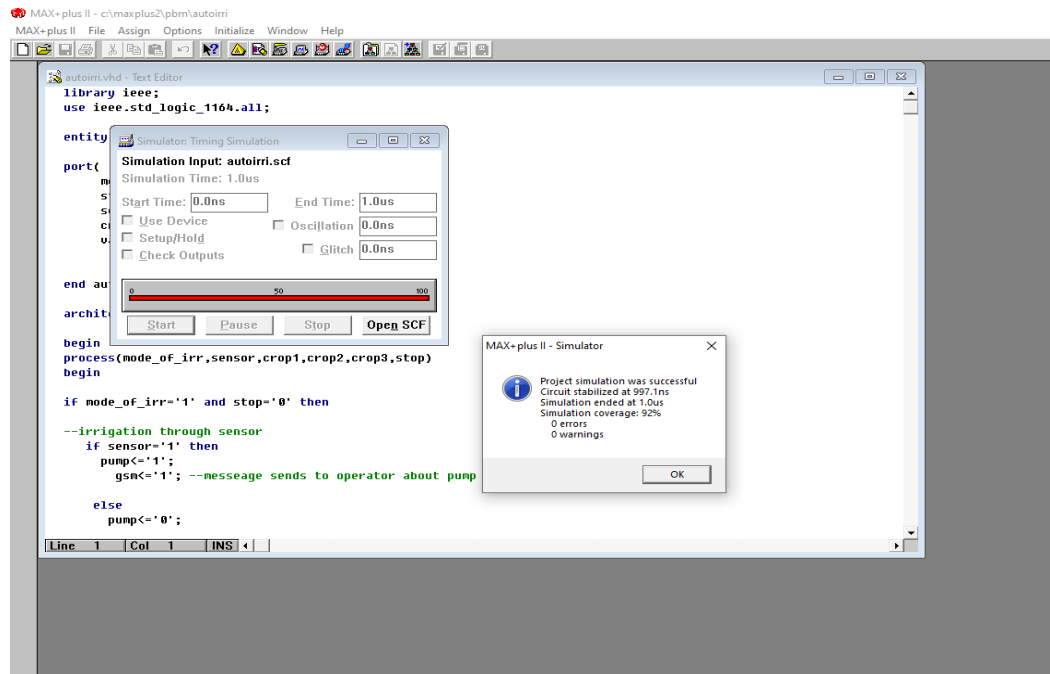 MAX+plus II - c:\maxplus2\pbm\autoirri
MAX+plus II File Assign Options Initialize Window Help
autoirri.vhd - Text Editor
library ieee;
use ieee.std_logic_1164.all;
entity
port(
end au
archit
begin
process(mode_of_irr,sensor,crop1,crop2,crop3,stop)
begin
if mode_of_irr='1' and stop='0' then
--irrigation through sensor
if sensor='1' then
pump<='1';
gsm<='1'; --messeage sends to operator about pump
else
pump<='0';
Line 1 Col 1 INS
Simulator: Timing Simulation
Simulation Input: autoirri.scf
Simulation Time: 1.0us
Start Time: 0.0ns End Time: 1.0us
Use Device Oscillation 0.0ns
Setup/Hold Glitch 0.0ns
Check Outputs
0 50 100
Start Pause Stop Open SCF
MAX+plus II - Simulator
Project simulation was successful
Circuit stabilized at 997.1ns
Simulation ended at 1.0us
Simulation coverage: 92%
0 errors
0 warnings
OK